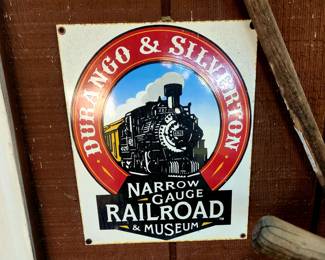 DURANGO & SILVERTON
NARROW
GAUGE
RAILROAD
& MUSEUM